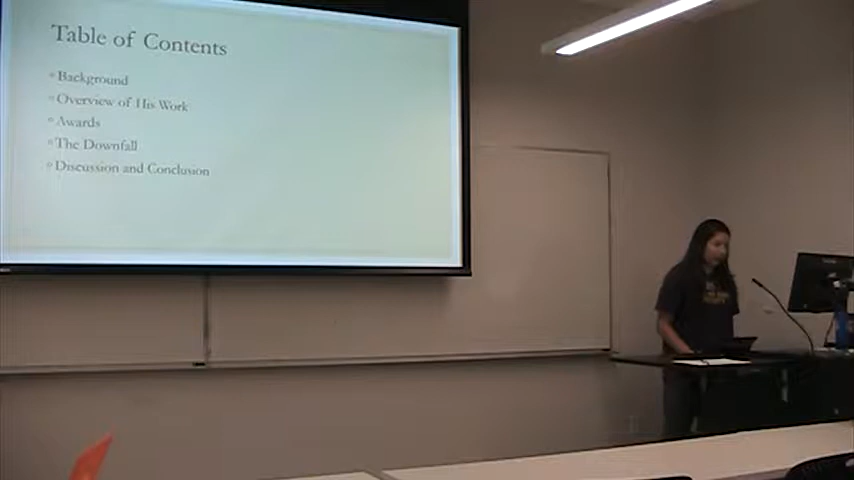 Table of Contents
Background
Overview of His Work
Awards
The Downfall
Discussion and Conclusion